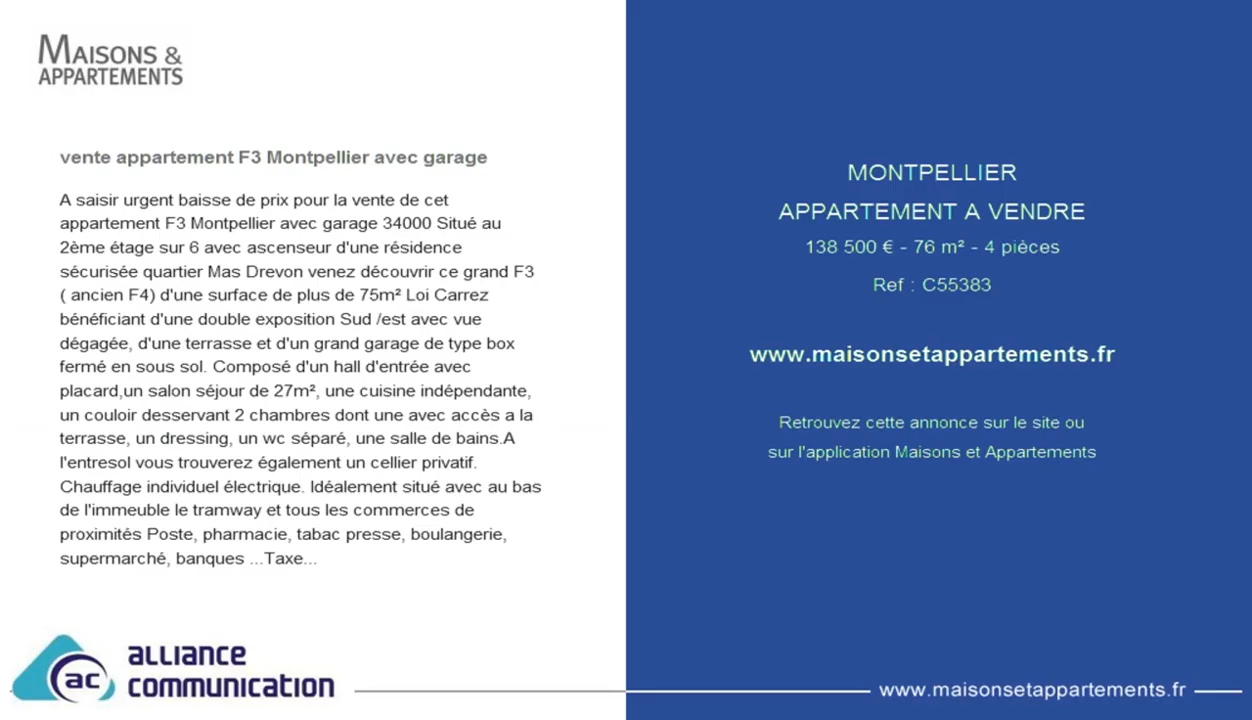 MAISONS &
APPARTEMENTS
vente appartement F3 Montpellier avec garage
A saisir urgent baisse de prix pour la vente de cet
appartement F3 Montpellier avec garage 34000 Situé au
2ème étage sur 6 avec ascenseur d'une résidence
sécurisée quartier Mas Drevon venez découvrir ce grand F3
( ancien F4) d'une surface de plus de 75m² Loi Carrez
bénéficiant d'une double exposition Sud /est avec vue
dégagée, d'une terrasse et d'un grand garage de type box
fermé en sous sol. Composé d'un hall d'entrée avec
placard,un salon séjour de 27m², une cuisine indépendante,
un couloir desservant 2 chambres dont une avec accès a la
terrasse, un dressing, un wc séparé, une salle de bains.A
l'entresol vous trouverez également un cellier privatif.
Chauffage individuel électrique. Idéalement situé avec au bas
de l'immeuble le tramway et tous les commerces de
proximités Poste, pharmacie, tabac presse, boulangerie,
supermarché, banques ...Taxe...
ac
alliance
communication
MONTPELLIER
APPARTEMENT A VENDRE
138 500 € - 76 m² - 4 pièces
Ref : C55383
www.maisonsetappartements.fr
Retrouvez cette annonce sur le site ou
sur l'application Maisons et Appartements
www.maisonsetappartements.fr